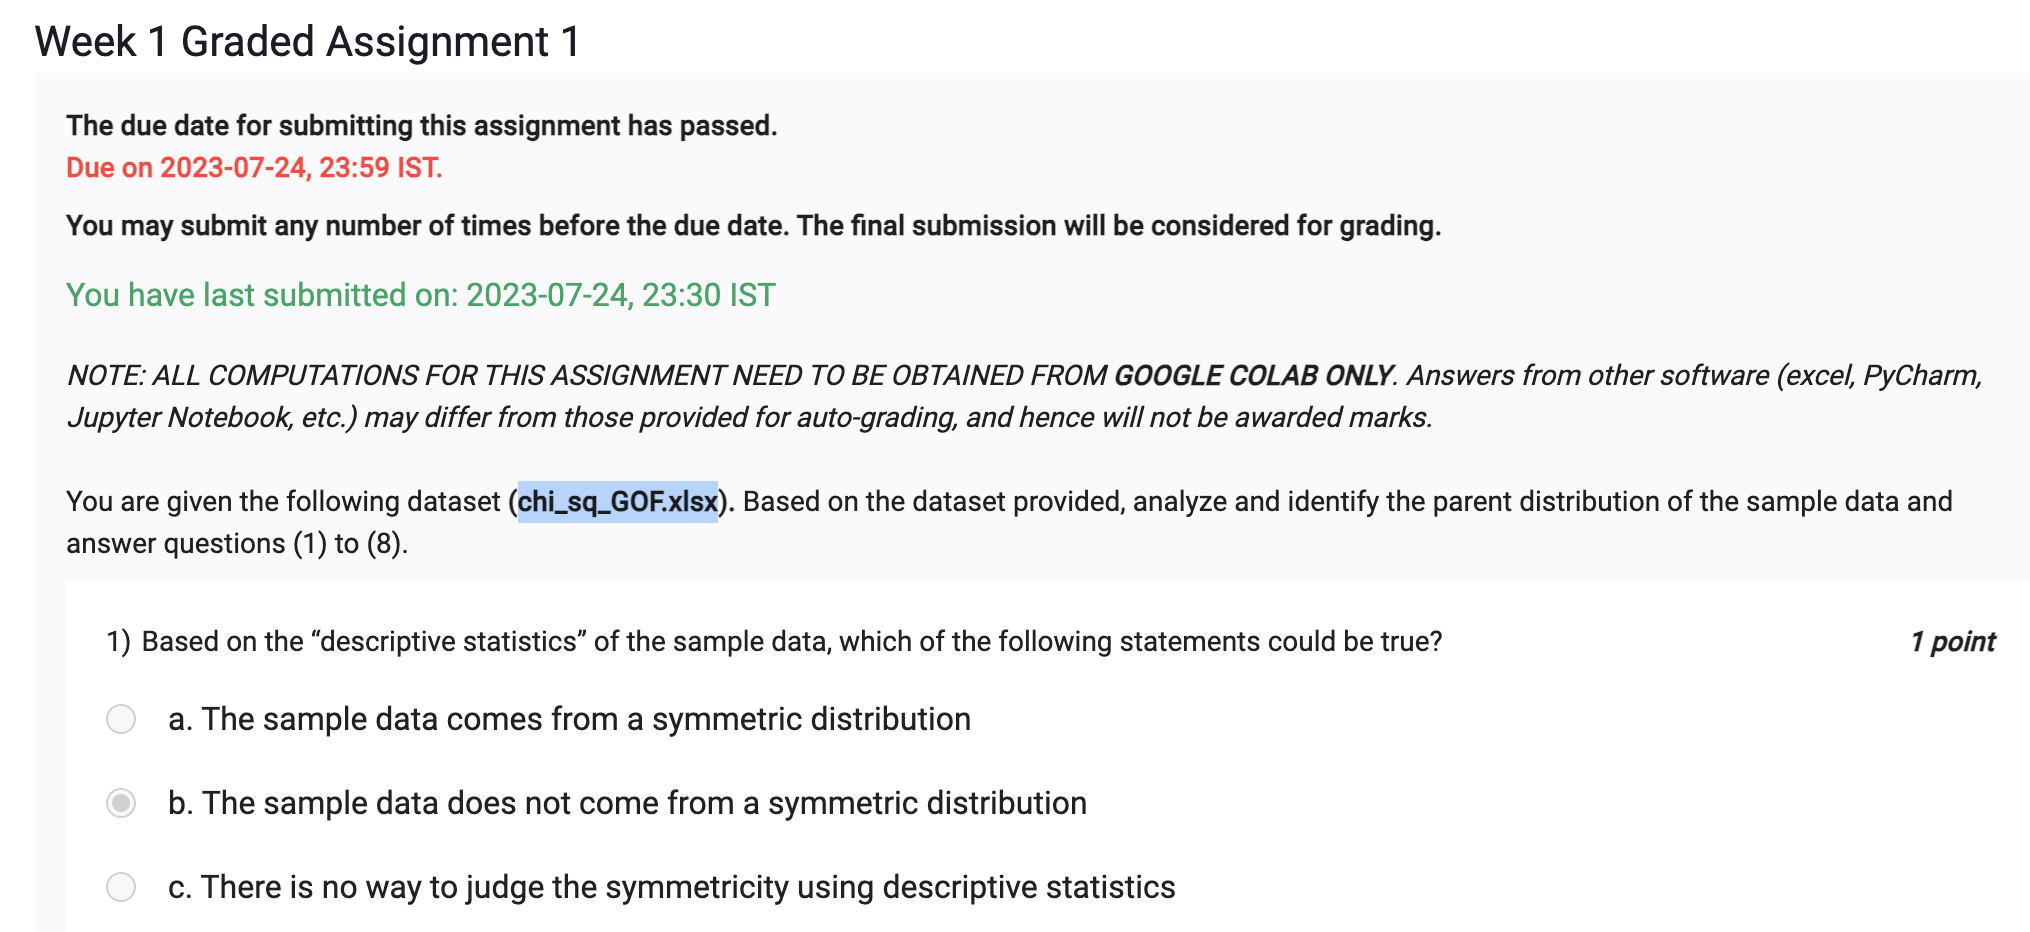 Week 1 Graded Assignment 1
The due date for submitting this assignment has passed.
Due on 2023-07-24, 23:59 IST.
You may submit any number of times before the due date. The final submission will be considered for grading.
You have last submitted on: 2023-07-24, 23:30 IST
NOTE: ALL COMPUTATIONS FOR THIS ASSIGNMENT NEED TO BE OBTAINED FROM GOOGLE COLAB ONLY. Answers from other software (excel, PyCharm,
Jupyter Notebook, etc.) may differ from those provided for auto-grading, and hence will not be awarded marks.
You are given the following dataset (chi_sq_GOF.xlsx). Based on the dataset provided, analyze and identify the parent distribution of the sample data and
answer questions (1) to (8).
1) Based on the “descriptive statistics” of the sample data, which of the following statements could be true? 1 point
a. The sample data comes from a symmetric distribution
b. The sample data does not come from a symmetric distribution
c. There is no way to judge the symmetricity using descriptive statistics